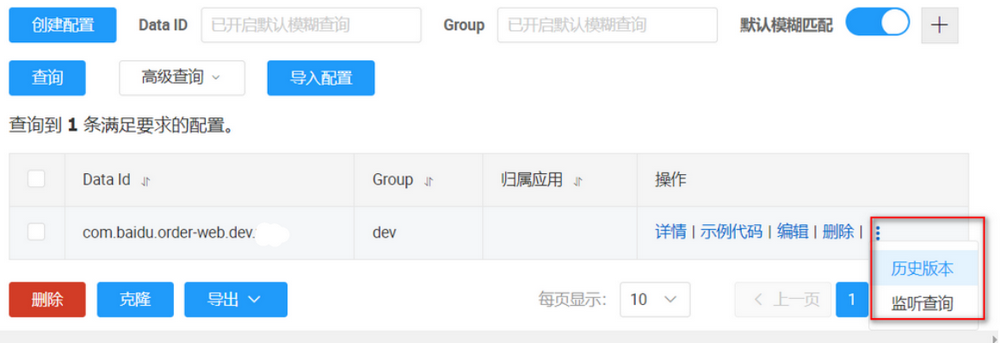 创建配置 Data ID 已开启默认模糊查询 Group 已开启默认模糊查询 默认模糊匹配
查询 高级查询 导入配置
查询到 1 条满足要求的配置。
Data Id Group 归属应用 操作
com.baidu.order-web.dev. dev 详情 | 示例代码 | 编辑 | 删除 |
历史版本
删除 克隆 导出 每页显示: 10 < 上一页 1
监听查询